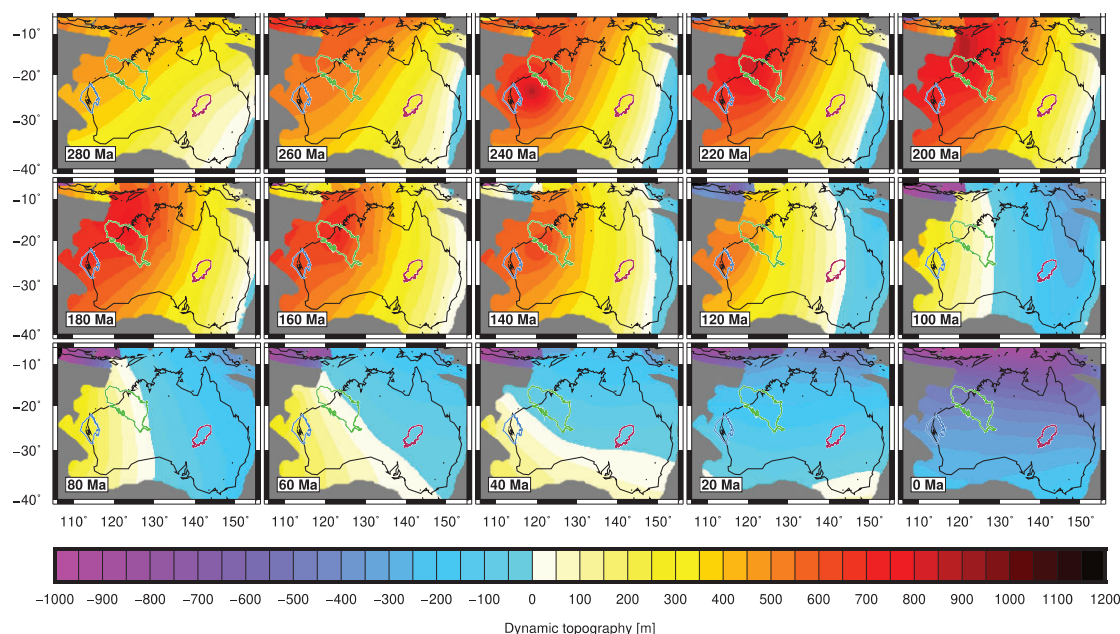 −10°
−20°
−30°
−40°
280 Ma
260 Ma
240 Ma
220 Ma
200 Ma
−10°
−20°
−30°
−40°
180 Ma
160 Ma
140 Ma
120 Ma
100 Ma
−10°
−20°
−30°
−40°
80 Ma
60 Ma
40 Ma
20 Ma
0 Ma
110° 120° 130° 140° 150° 110° 120° 130° 140° 150° 110° 120° 130° 140° 150° 110° 120° 130° 140° 150° 110° 120° 130° 140° 150°
−1000 −900 −800 −700 −600 −500 −400 −300 −200 −100 0 100 200 300 400 500 600 700 800 900 1000 1100 1200
Dynamic topography [m]